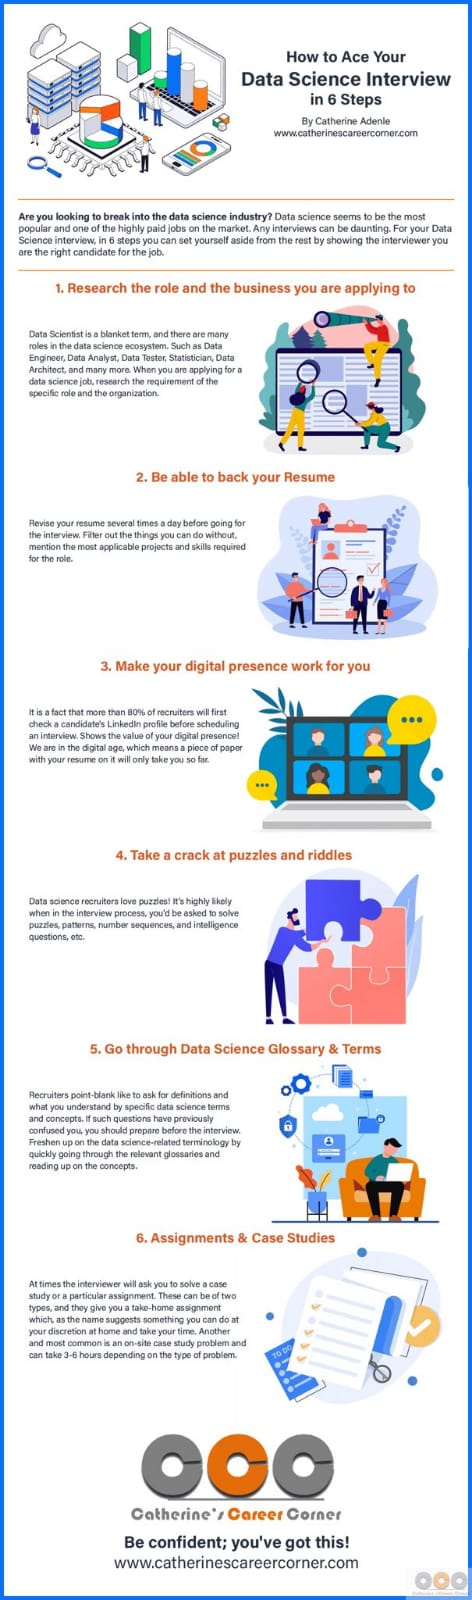 How to Ace Your
Data Science Interview
in 6 Steps
By Catherine Adenle
www.catherinescareercorner.com
Are you looking to break into the data science industry? Data science seems to be the most
popular and one of the highly paid jobs on the market. Any interviews can be daunting. For your Data
Science interview, in 6 steps you can set yourself aside from the rest by showing the interviewer you
are the right candidate for the job.
1. Research the role and the business you are applying to
Data Scientist is a blanket term, and there are many
roles in the data science ecosystem. Such as Data
Engineer, Data Analyst, Data Tester, Statistician, Data
Architect, and many more. When you are applying for a
data science job, research the requirement of the
specific role and the organization.
2. Be able to back your Resume
Revise your resume several times a day before going for
the interview. Filter out the things you can do without,
mention the most applicable projects and skills required
for the role.
3. Make your digital presence work for you
It is a fact that more than 80% of recruiters will first
check a candidate's LinkedIn profile before scheduling
an interview. Shows the value of your digital presence!
We are in the digital age, which means a piece of paper
with your resume on it will only take you so far.
4. Take a crack at puzzles and riddles
Data science recruiters love puzzles! It's highly likely
when in the interview process, you'd be asked to solve
puzzles, patterns, number sequences, and intelligence
questions, etc.
5. Go through Data Science Glossary & Terms
Recruiters point-blank like to ask for definitions and
what you understand by specific data science terms
and concepts. If such questions have previously
confused you, you should prepare before the interview.
Freshen up on the data science-related terminology by
quickly going through the relevant glossaries and
reading up on the concepts.
6. Assignments & Case Studies
At times the interviewer will ask you to solve a case
study or a particular assignment. These can be of two
types, and they give you a take-home assignment
which, as the name suggests something you can do at
your discretion at home and take your time. Another
and most common is an on-site case study problem and
can take 3-6 hours depending on the type of problem.
TO DO
CCC
Catherine's Career Corner
Be confident; you've got this!
www.catherinescareercorner.com
CCC
Catherine's Career Corner